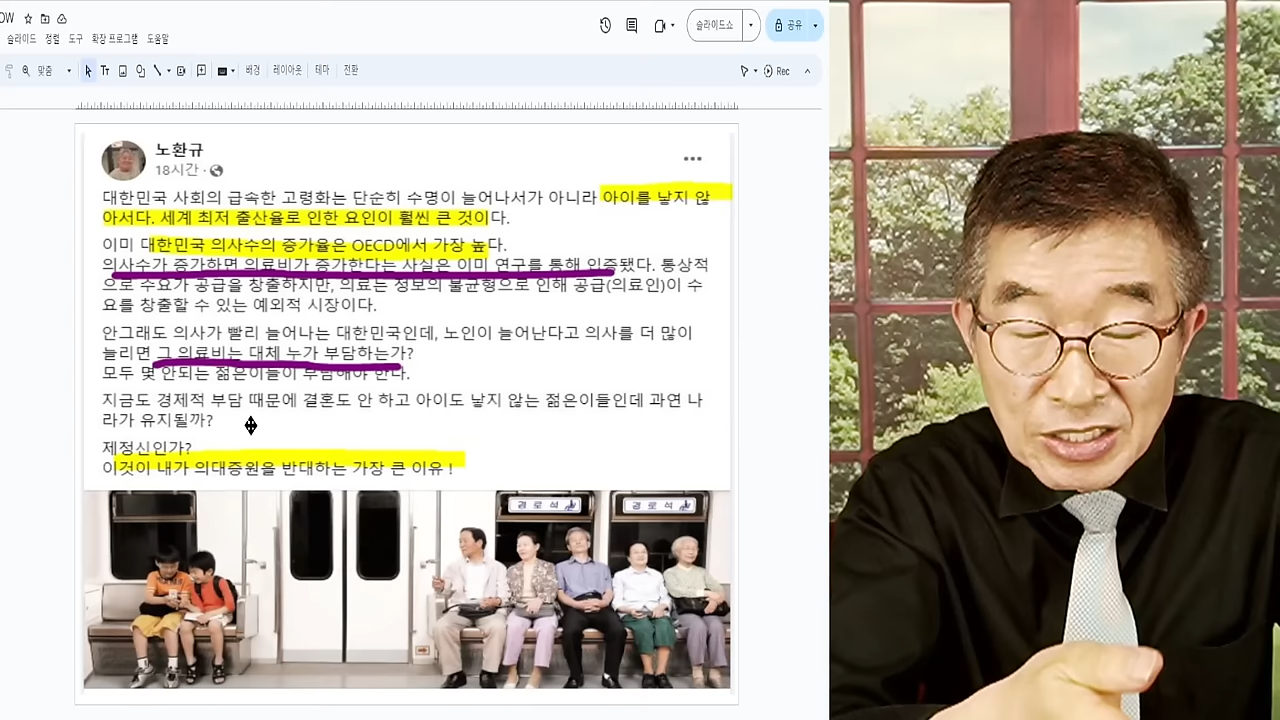 OW
슬라이드 정렬 도구 확장 프로그램 도움말
슬라이드쇼
공유
맞춤
Tт
배경 레이아웃 테마 전환
Rec
노환규
18시간
대한민국 사회의 급속한 고령화는 단순히 수명이 늘어나서가 아니라 아이를 낳지 않
아서다. 세계 최저 출산율로 인한 요인이 훨씬 큰 것이다.
이미 대한민국 의사수의 증가율은 OECD에서 가장 높다.
의사수가 증가하면 의료비가 증가한다는 사실은 이미 연구를 통해 입증됐다. 통상적
으로 수요가 공급을 창출하지만, 의료는 정보의 불균형으로 인해 공급(의료인)이 수
요를 창출할 수 있는 예외적 시장이다.
안그래도 의사가 빨리 늘어나는 대한민국인데, 노인이 늘어난다고 의사를 더 많이
늘리면 그 의료비는 대체 누가 부담하는가?
모두 몇 안되는 젊은이들이 부담해야 한다.
지금도 경제적 부담 때문에 결혼도 안 하고 아이도 낳지 않는 젊은이들인데 과연 나
라가 유지될까?
제정신인가?
이것이 내가 의대증원을 반대하는 가장 큰 이유 !
경로석
경로석